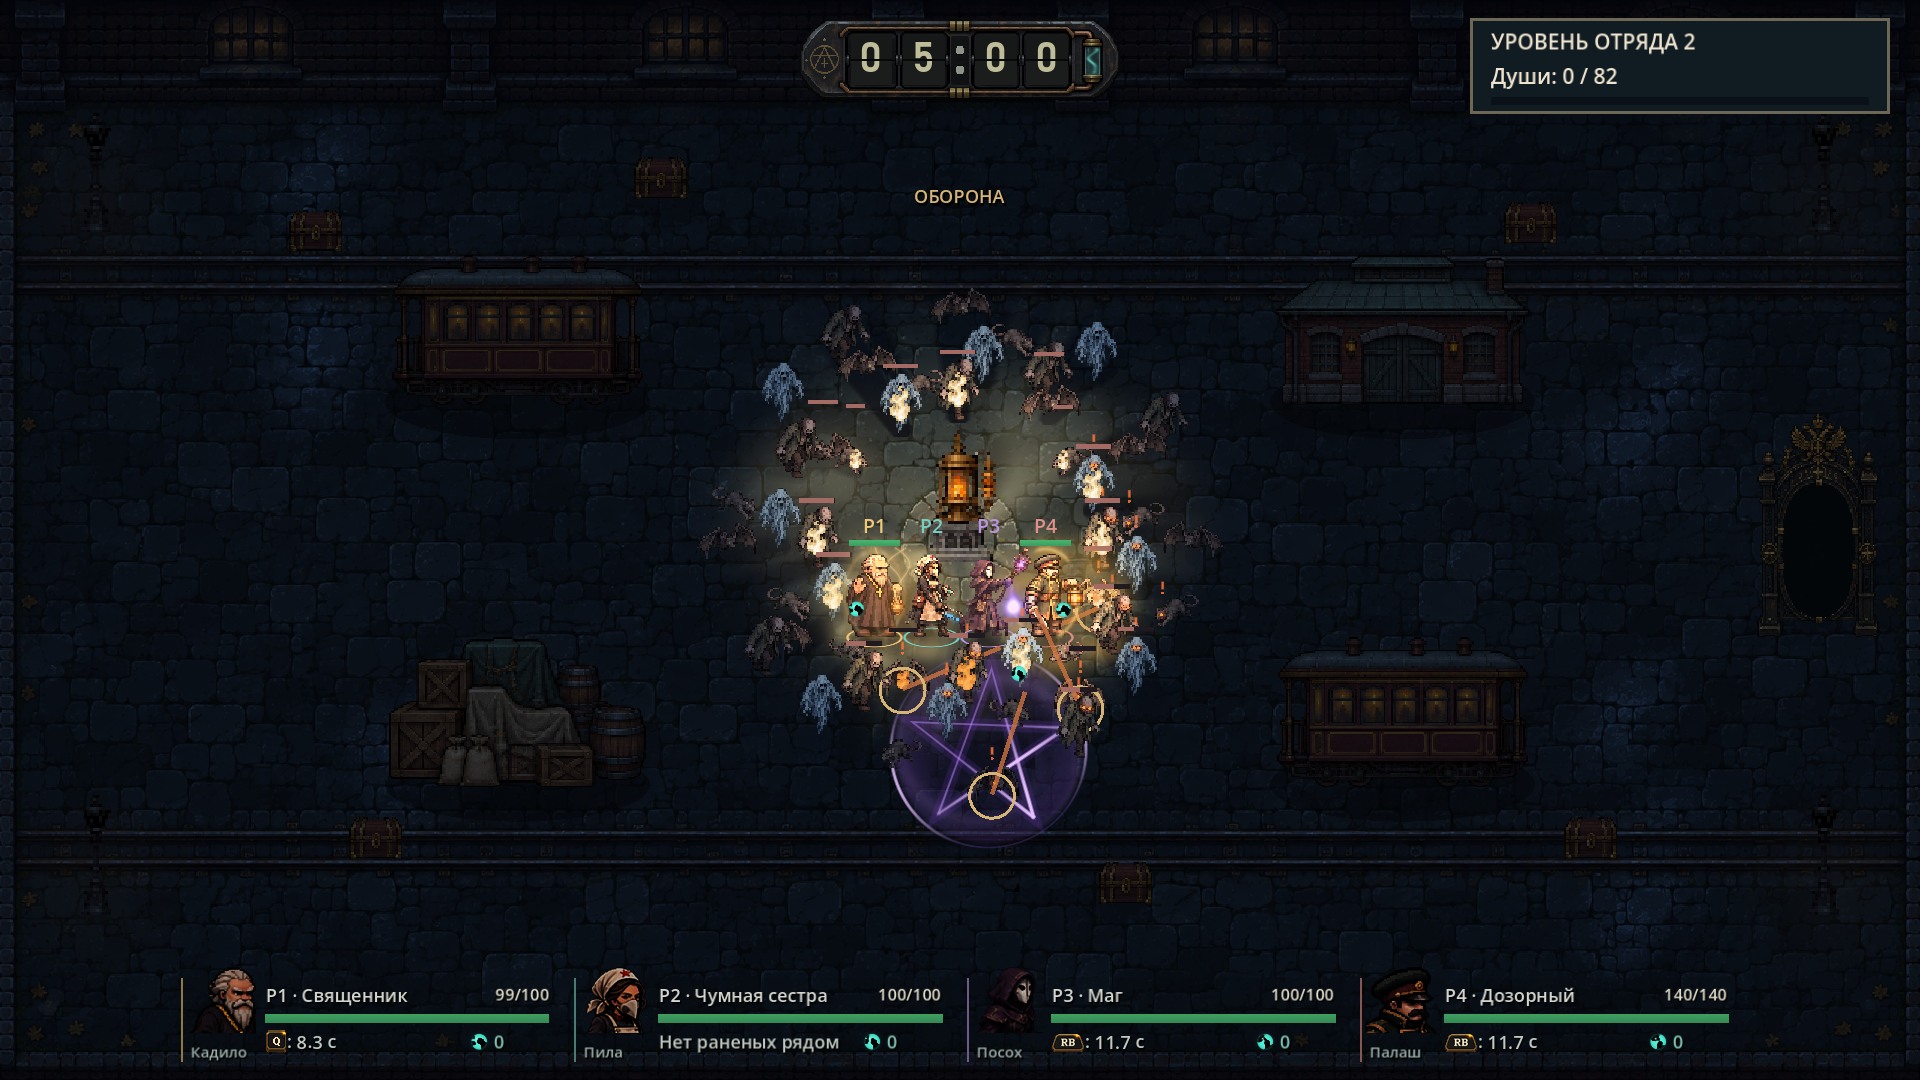 05:00
УРОВЕНЬ ОТРЯДА 2
Души: 0 / 82
ОБОРОНА
P1 P2 P3 P4
P1 · Священник 99/100
Q : 8.3 с 0
Кадило
P2 · Чумная сестра 100/100
Нет раненых рядом 0
Пила
P3 · Маг 100/100
RB : 11.7 с 0
Посох
P4 · Дозорный 140/140
RB : 11.7 с 0
Палаш